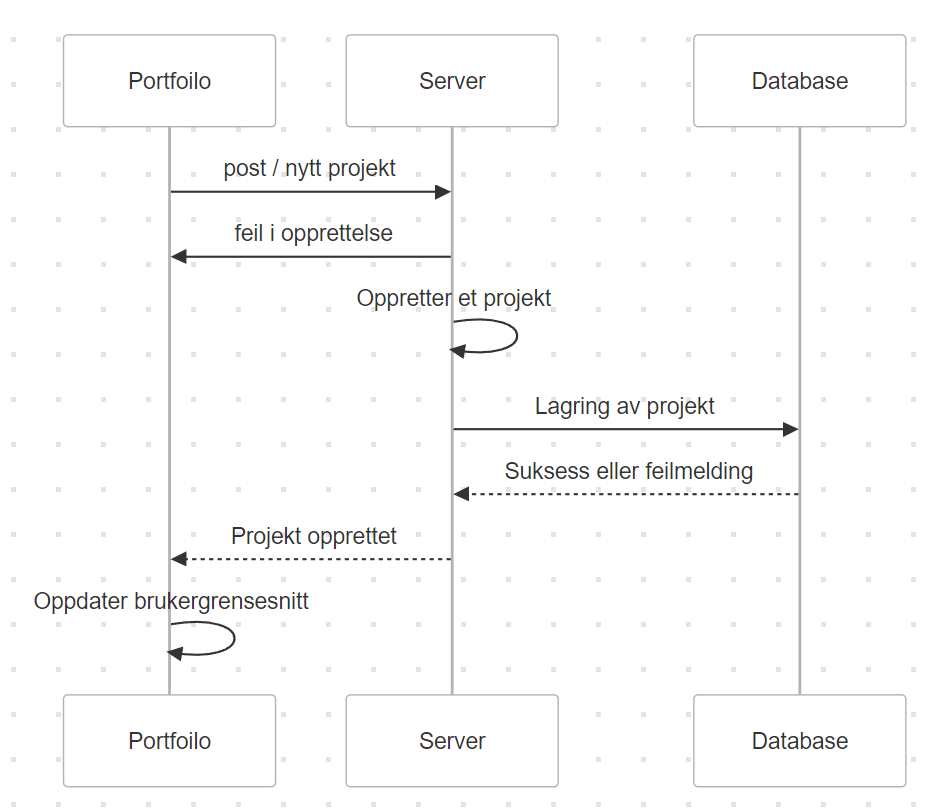 Portfoilo
Server
Database
post / nytt projekt
feil i opprettelse
Oppretter et projekt
Lagring av projekt
Suksess eller feilmelding
Projekt opprettet
Oppdater brukergrensesnitt
Portfoilo
Server
Database